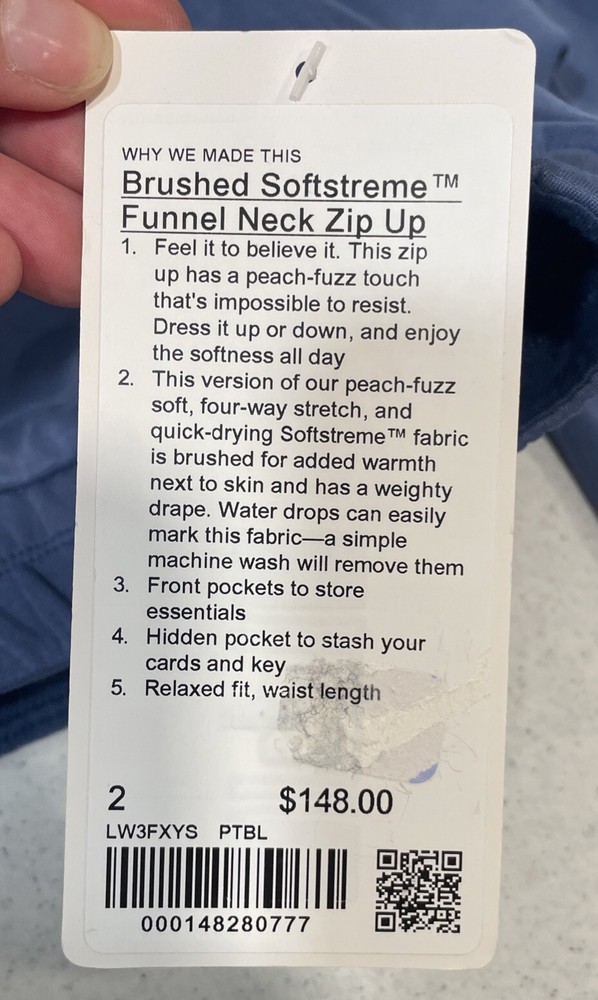 WHY WE MADE THIS
Brushed Softstreme™
Funnel Neck Zip Up
1. Feel it to believe it. This zip
up has a peach-fuzz touch
that's impossible to resist.
Dress it up or down, and enjoy
the softness all day
2. This version of our peach-fuzz
soft, four-way stretch, and
quick-drying Softstreme™ fabric
is brushed for added warmth
next to skin and has a weighty
drape. Water drops can easily
mark this fabric—a simple
machine wash will remove them
3. Front pockets to store
essentials
4. Hidden pocket to stash your
cards and key
5. Relaxed fit, waist length
2 $148.00
LW3FXYS PTBL
000148280777